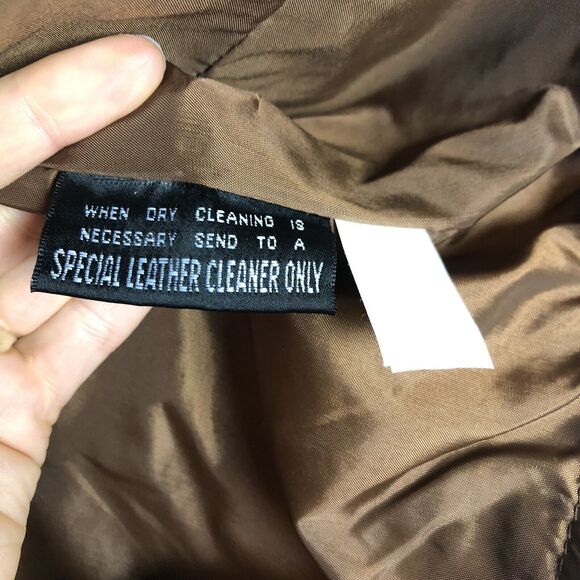 WHEN DRY CLEANING IS
NECESSARY SEND TO A
SPECIAL LEATHER CLEANER ONLY